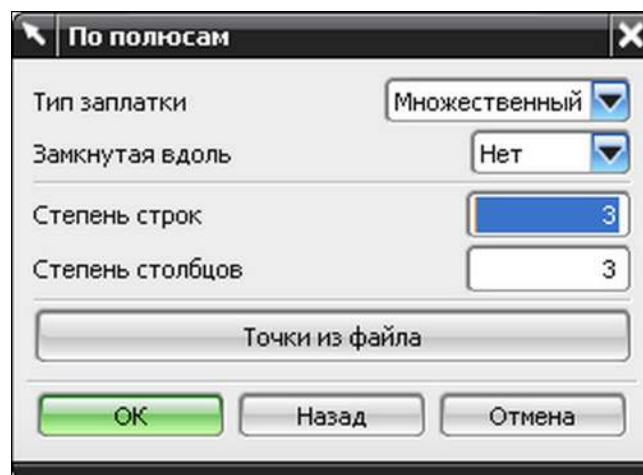 По полюсам
Тип заплатки Множественный
Замкнутая вдоль Нет
Степень строк 3
Степень столбцов 3
Точки из файла
ОК Назад Отмена